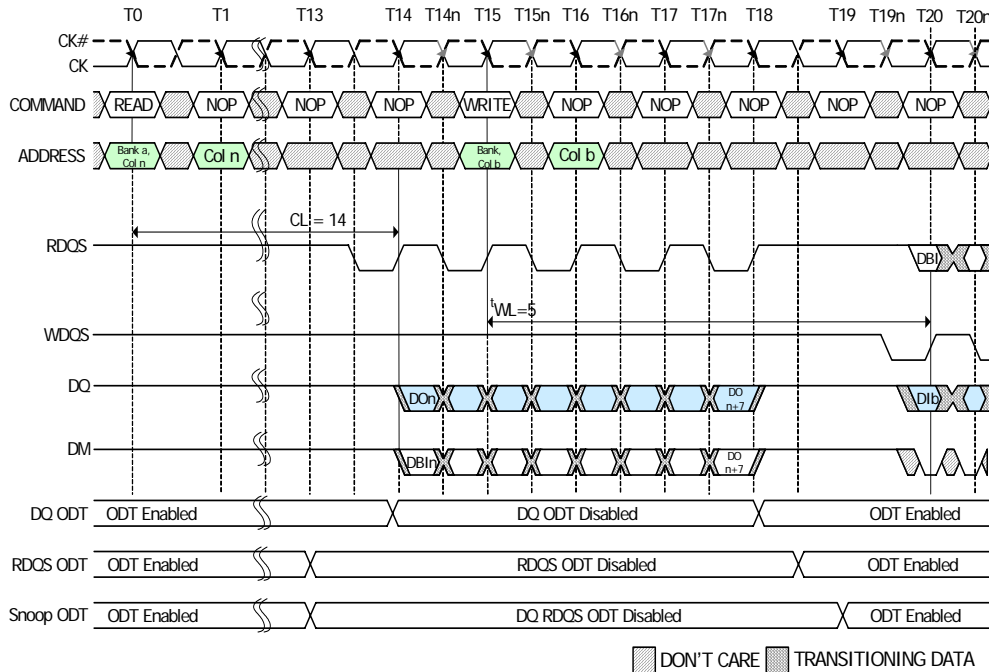 T0 T1 T13 T14 T14n T15 T15n T16 T16n T17 T17n T18 T19 T19n T20 T20n
CK#
CK
COMMAND READ NOP NOP NOP WRITE NOP NOP NOP NOP NOP
ADDRESS Bank a, Col n Col n Bank, Col b Col b
CL = 14
RDQS DBI
tWL=5
WDQS
DQ DOn DO n+7 DIb
DM DBIn DO n+7
DQ ODT ODT Enabled DQ ODT Disabled ODT Enabled
RDQS ODT ODT Enabled RDQS ODT Disabled ODT Enabled
Snoop ODT ODT Enabled DQ RDQS ODT Disabled ODT Enabled
DON'T CARE TRANSITIONING DATA